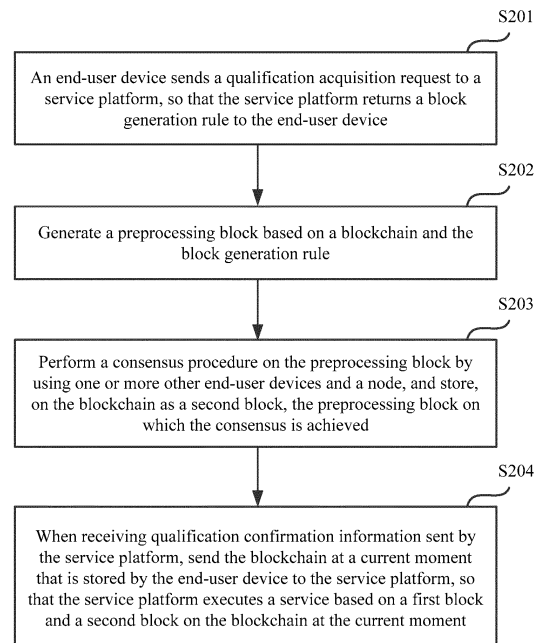 S201
An end-user device sends a qualification acquisition request to a
service platform, so that the service platform returns a block
generation rule to the end-user device
S202
Generate a preprocessing block based on a blockchain and the
block generation rule
S203
Perform a consensus procedure on the preprocessing block by
using one or more other end-user devices and a node, and store,
on the blockchain as a second block, the preprocessing block on
which the consensus is achieved
S204
When receiving qualification confirmation information sent by
the service platform, send the blockchain at a current moment
that is stored by the end-user device to the service platform, so
that the service platform executes a service based on a first block
and a second block on the blockchain at the current moment